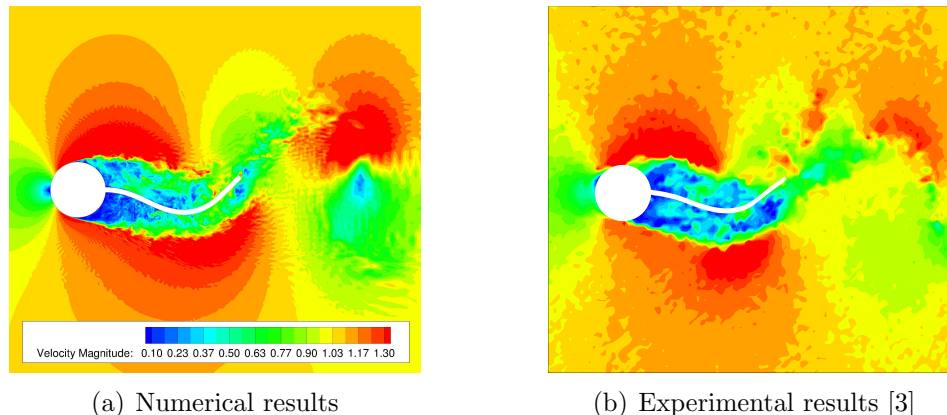 Velocity Magnitude: 0.10 0.23 0.37 0.50 0.63 0.77 0.90 1.03 1.17 1.30
(a) Numerical results
(b) Experimental results [3]